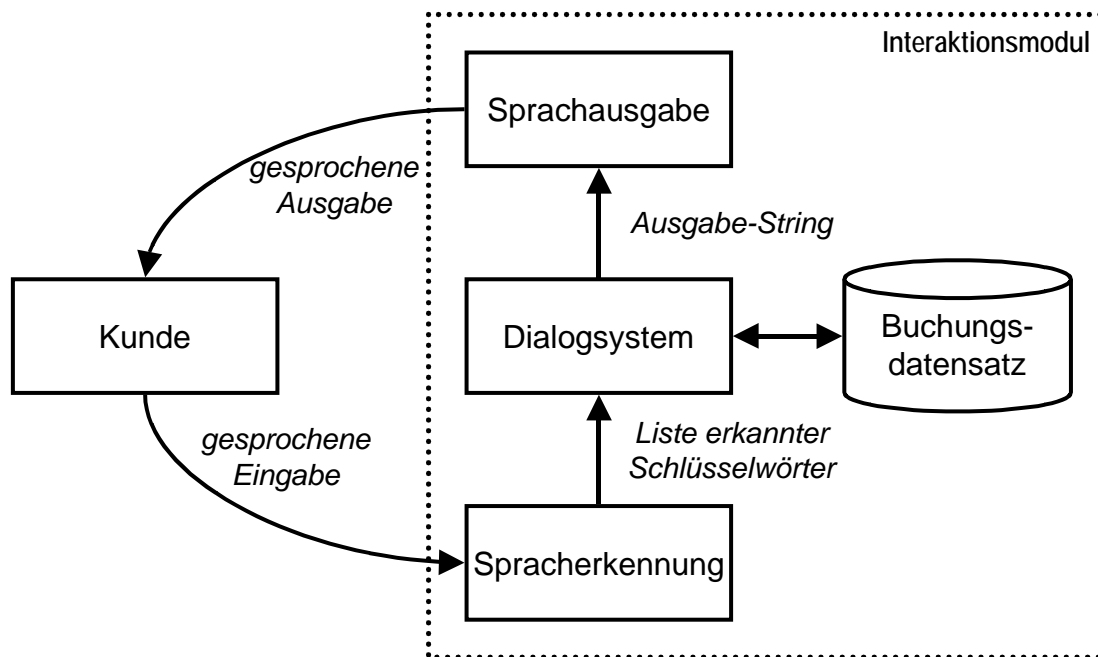 Interaktionsmodul
Sprachausgabe
gesprochene
Ausgabe
Ausgabe-String
Kunde
Dialogsystem
Buchungs-
datensatz
gesprochene
Eingabe
Liste erkannter
Schlüsselwörter
Spracherkennung